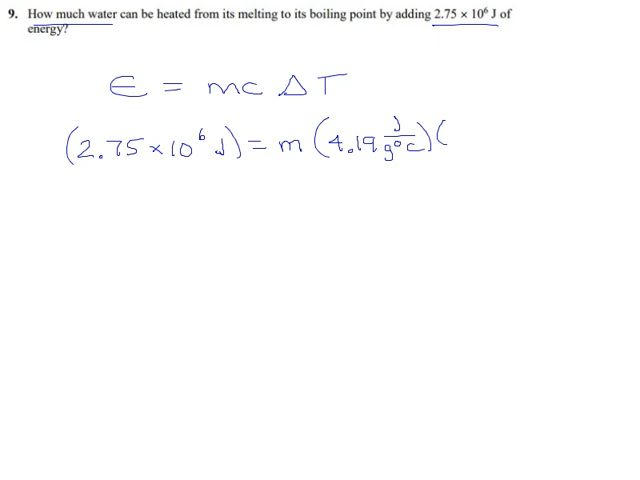 9. How much water can be heated from its melting to its boiling point by adding 2.75 × 10⁶ J of
energy?
E = mc Δ T
(2.75 × 10⁶ J) = m (4.19 J/g°C) (